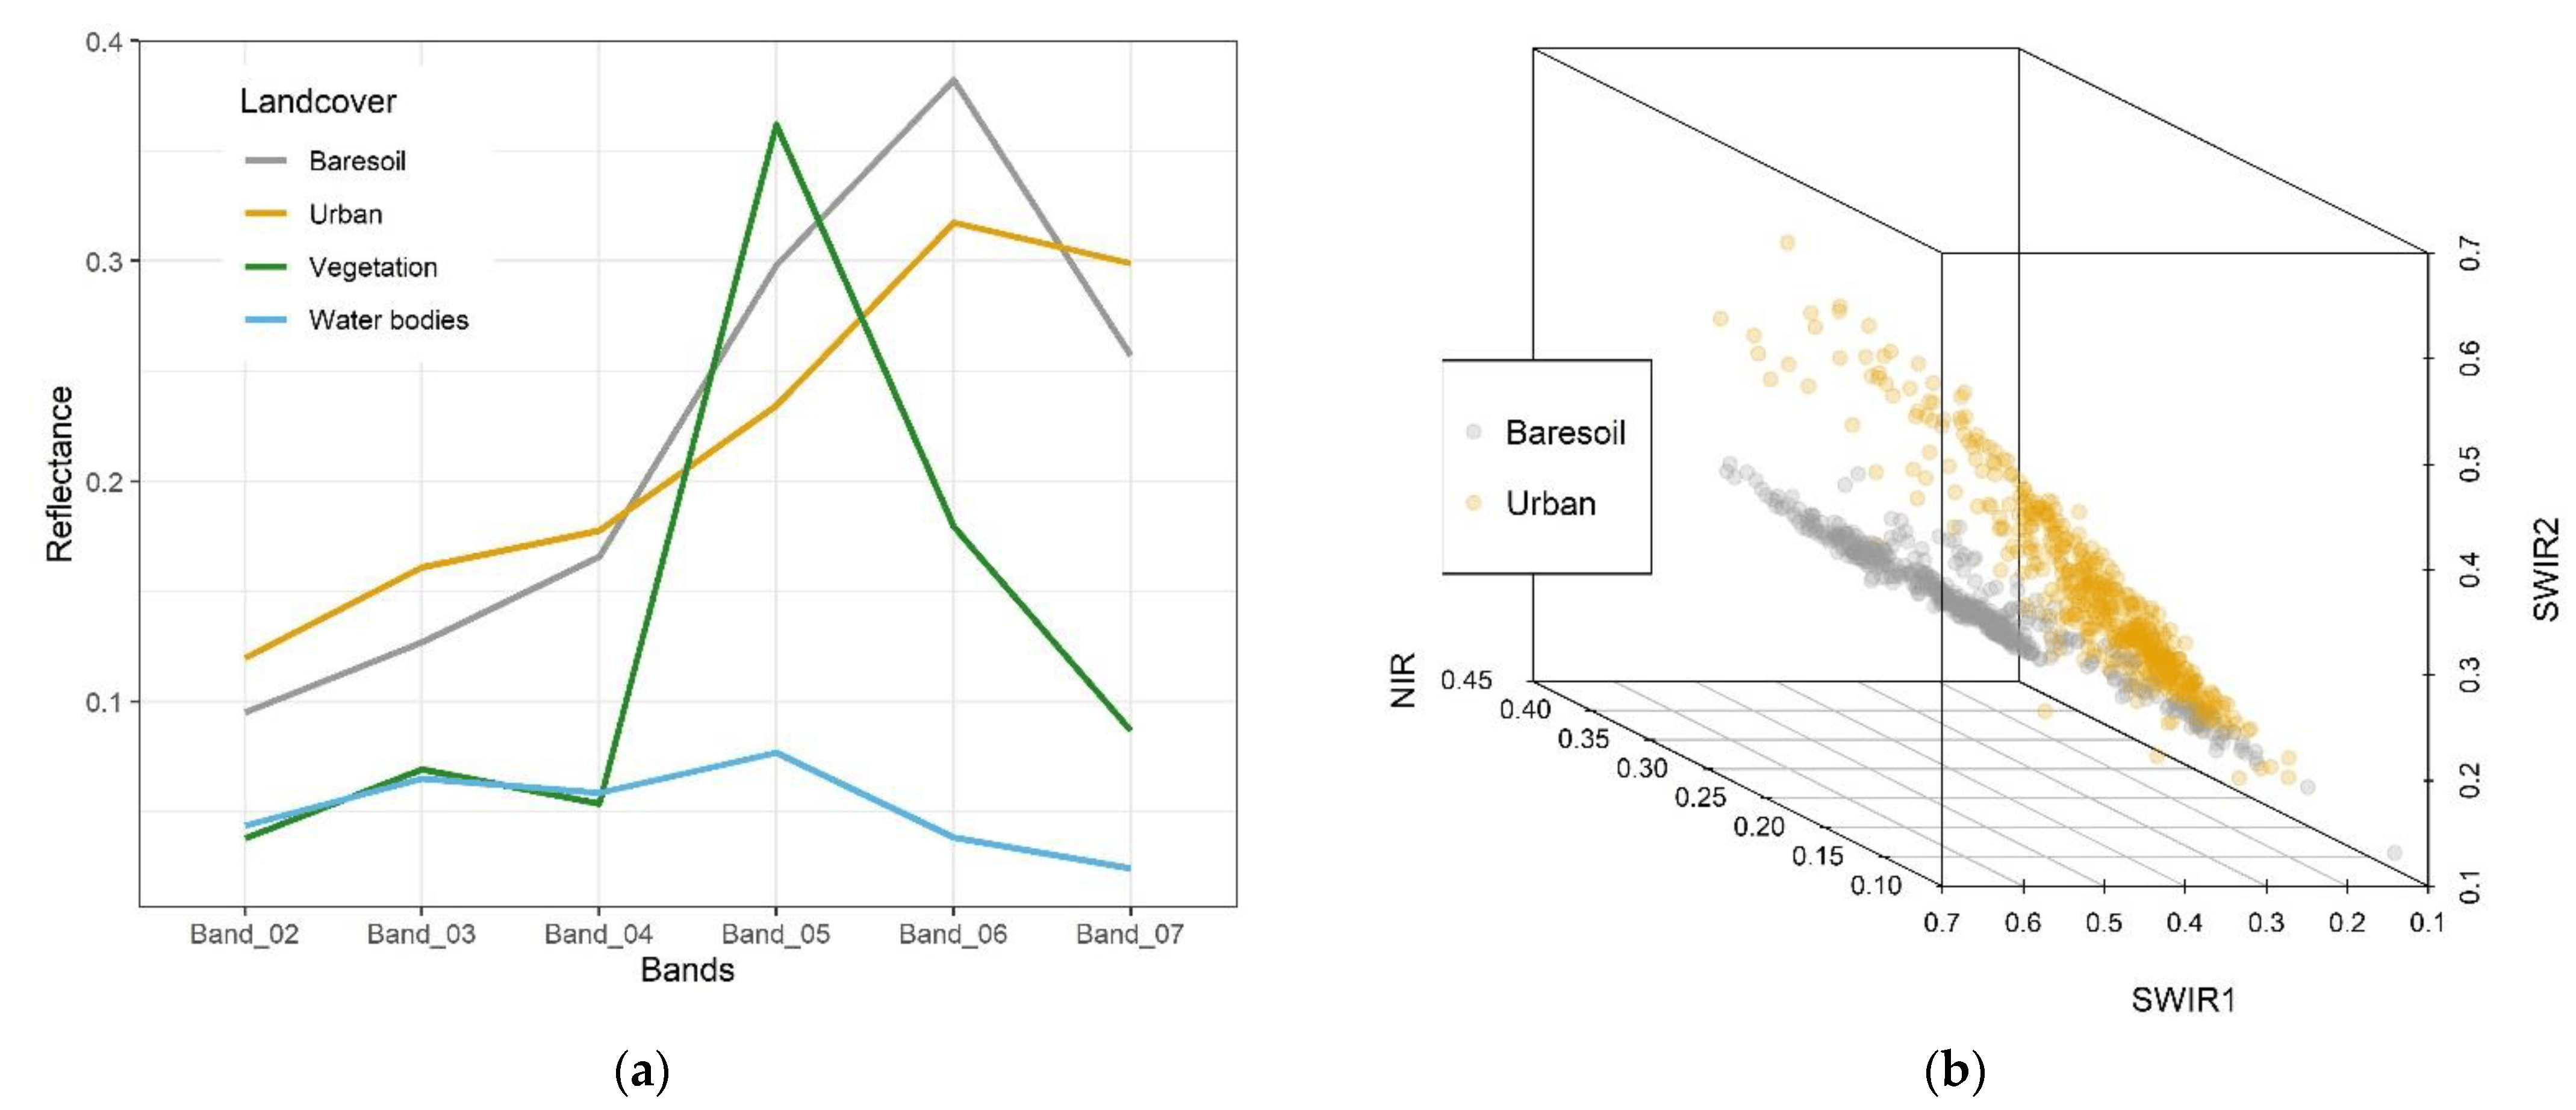 0.4
0.3
0.2
0.1
Reflectance
Landcover
Baresoil
Urban
Vegetation
Water bodies
Band_02 Band_03 Band_04 Band_05 Band_06 Band_07
Bands
(a)
Baresoil
Urban
NIR
0.45
0.40
0.35
0.30
0.25
0.20
0.15
0.10
0.7 0.6 0.5 0.4 0.3 0.2 0.1
SWIR1
0.7
0.6
0.5
0.4
0.3
0.2
0.1
SWIR2
(b)